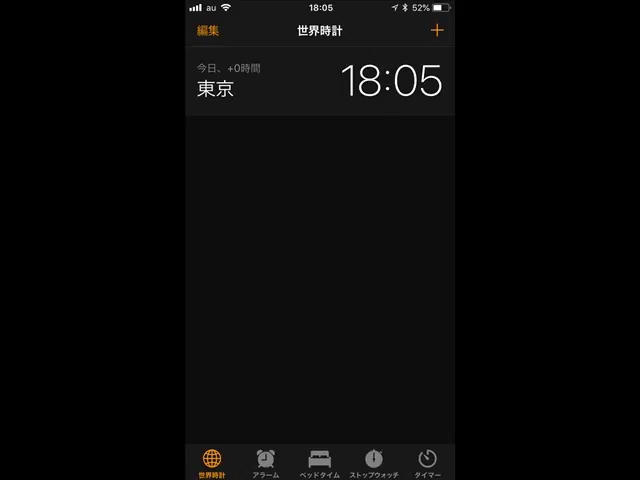 au 18:05 52%
編集 世界時計 +
今日、+0時間
東京 18:05
世界時計 アラーム ベッドタイム ストップウォッチ タイマー